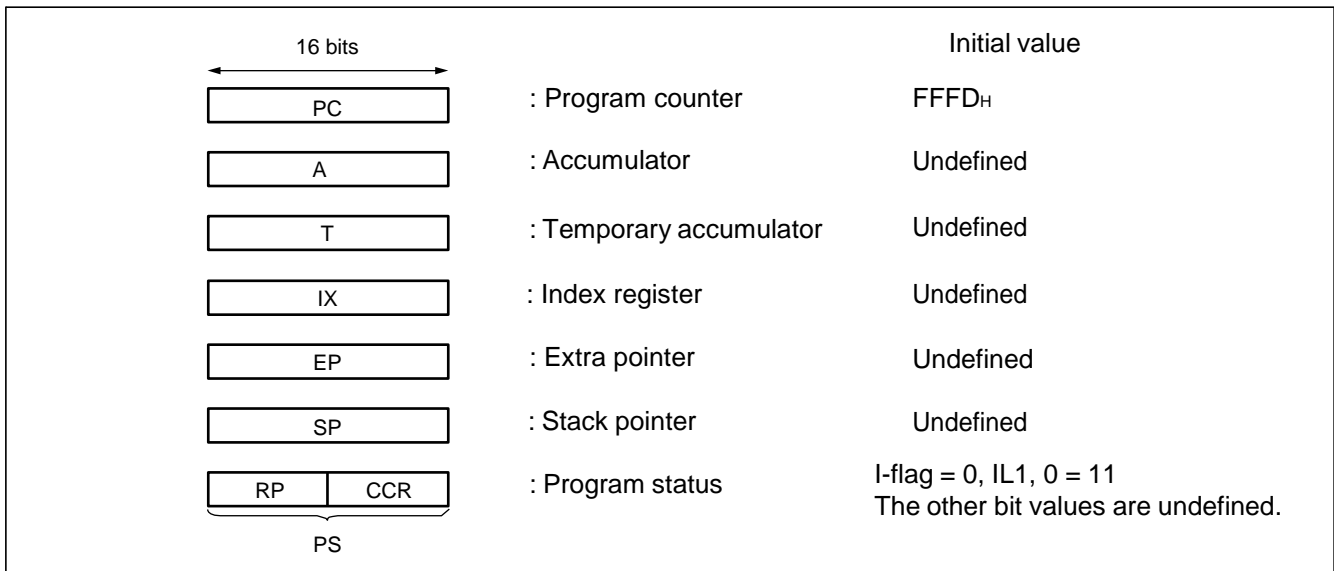 16 bits Initial value
PC : Program counter FFFDH
A : Accumulator Undefined
T : Temporary accumulator Undefined
IX : Index register Undefined
EP : Extra pointer Undefined
SP : Stack pointer Undefined
RP CCR : Program status I-flag = 0, IL1, 0 = 11
The other bit values are undefined.
PS